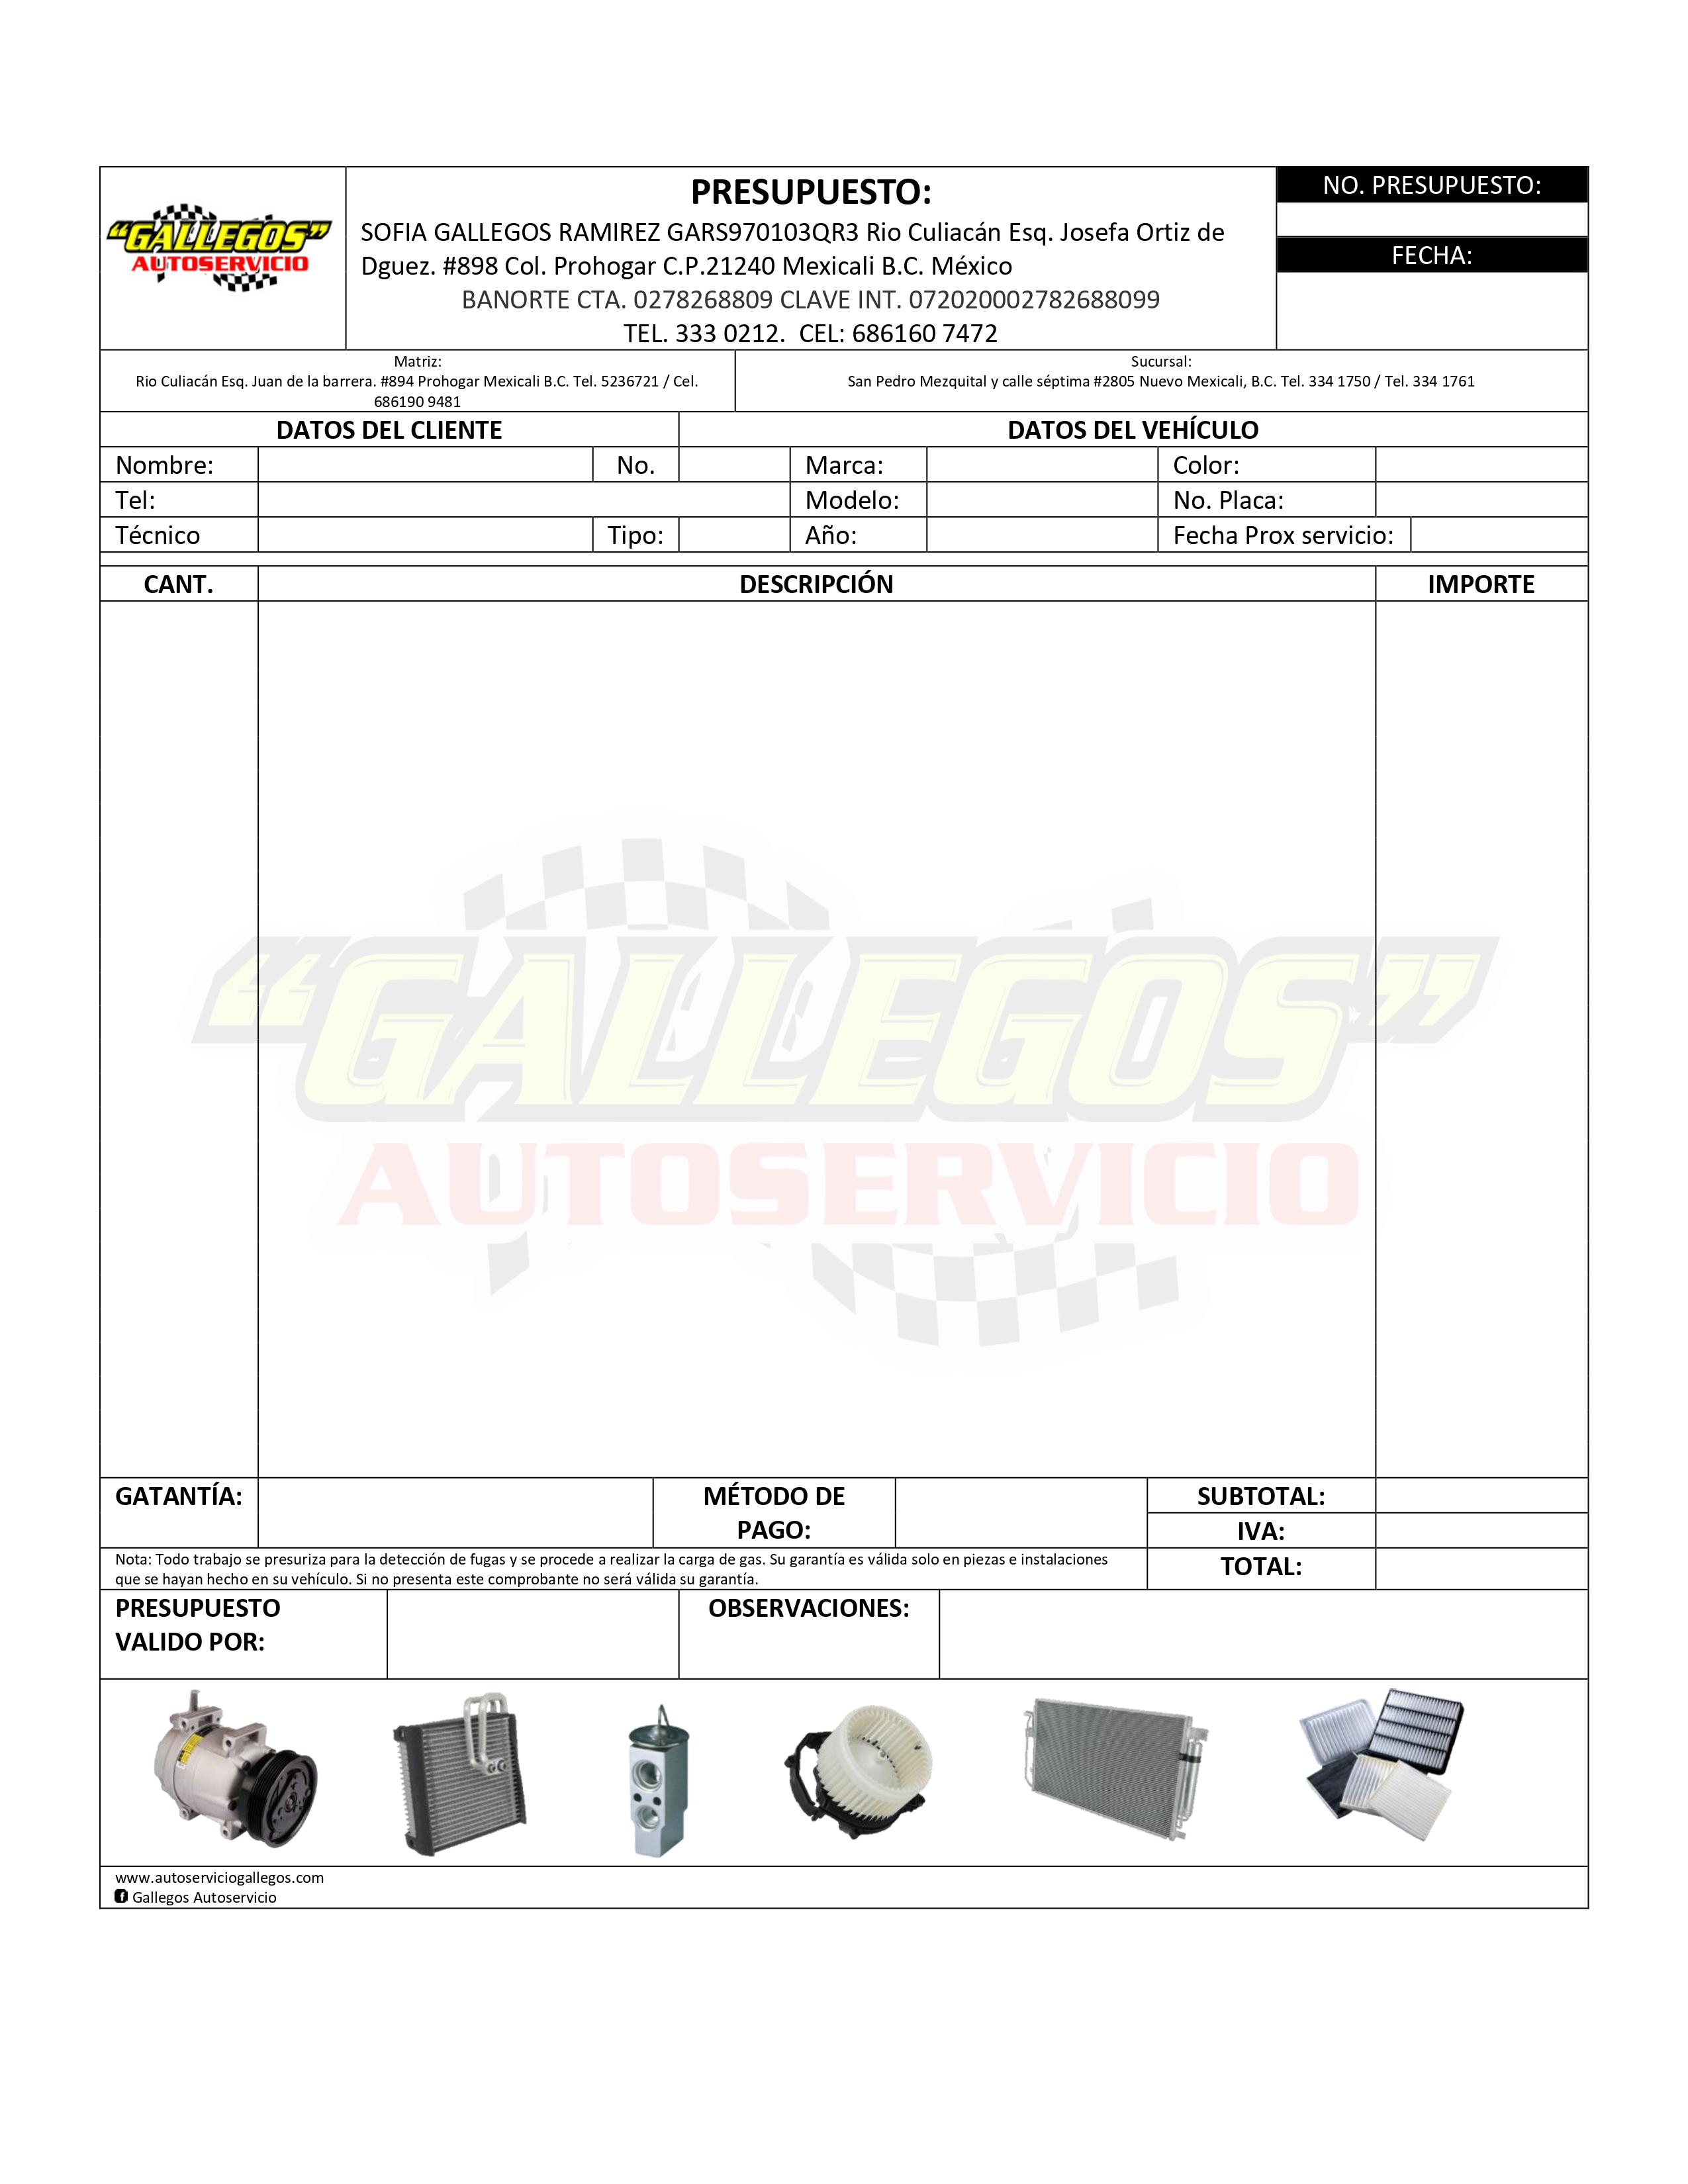 “GALLEGOS”
AUTOSERVICIO
PRESUPUESTO:
SOFIA GALLEGOS RAMIREZ GARS970103QR3 Rio Culiacán Esq. Josefa Ortiz de
Dguez. #898 Col. Prohogar C.P.21240 Mexicali B.C. México
BANORTE CTA. 0278268809 CLAVE INT. 072020002782688099
TEL. 333 0212. CEL: 686160 7472
NO. PRESUPUESTO:
FECHA:
Matriz:
Rio Culiacán Esq. Juan de la barrera. #894 Prohogar Mexicali B.C. Tel. 5236721 / Cel.
686190 9481
Sucursal:
San Pedro Mezquital y calle séptima #2805 Nuevo Mexicali, B.C. Tel. 334 1750 / Tel. 334 1761
DATOS DEL CLIENTE DATOS DEL VEHÍCULO
Nombre: No. Marca: Color:
Tel: Modelo: No. Placa:
Técnico Tipo: Año: Fecha Prox servicio:
CANT. DESCRIPCIÓN IMPORTE
“GALLEGOS”
AUTOSERVICIO
GATANTÍA:
MÉTODO DE
PAGO:
SUBTOTAL:
IVA:
Nota: Todo trabajo se presuriza para la detección de fugas y se procede a realizar la carga de gas. Su garantía es válida solo en piezas e instalaciones
que se hayan hecho en su vehículo. Si no presenta este comprobante no será válida su garantía.
TOTAL:
PRESUPUESTO
VALIDO POR:
OBSERVACIONES:
www.autoserviciogallegos.com
Gallegos Autoservicio